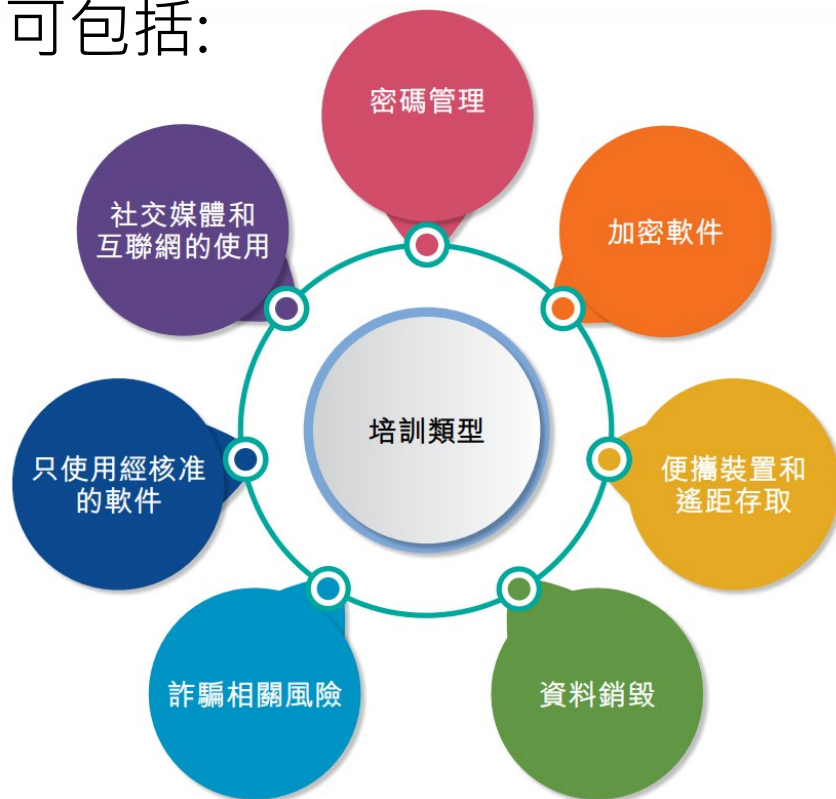 可包括:
密碼管理
加密軟件
便攜裝置和
遙距存取
資料銷毀
詐騙相關風險
只使用經核准
的軟件
社交媒體和
互聯網的使用
培訓類型